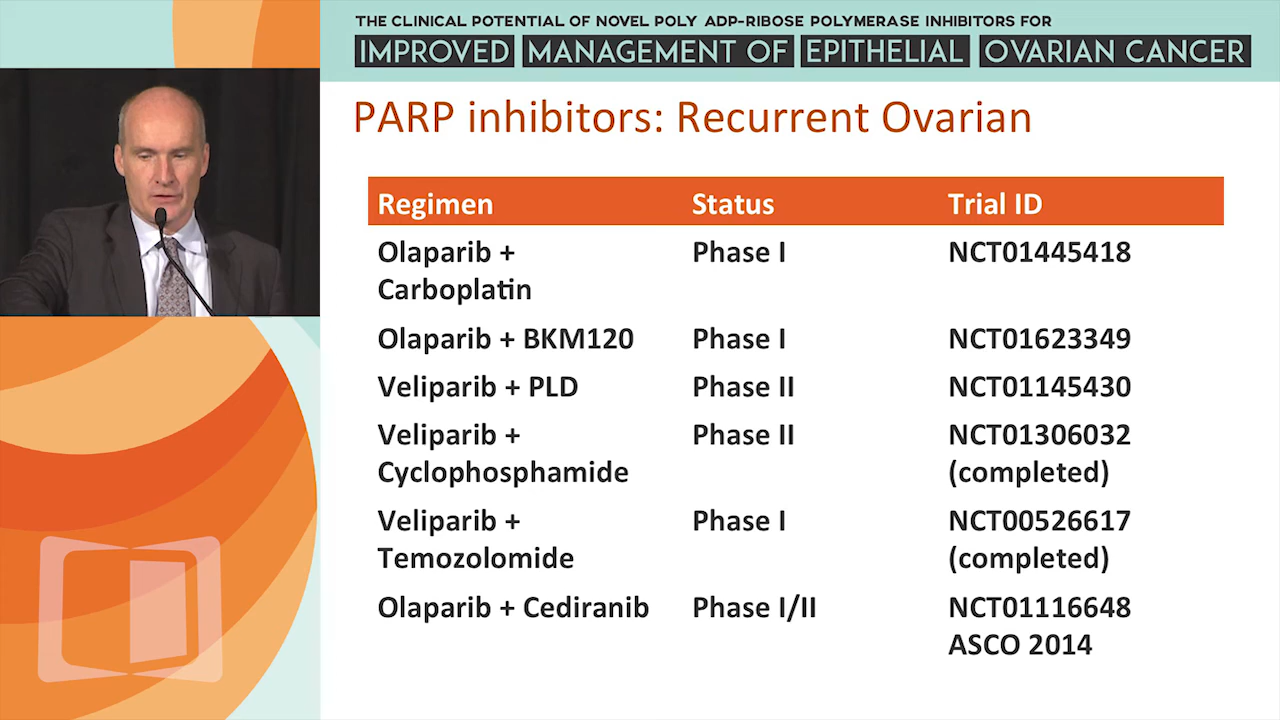 THE CLINICAL POTENTIAL OF NOVEL POLY ADP-RIBOSE POLYMERASE INHIBITORS FOR
IMPROVED MANAGEMENT OF EPITHELIAL OVARIAN CANCER
PARP inhibitors: Recurrent Ovarian
Regimen Status Trial ID
Olaparib + Phase I NCT01445418
Carboplatin
Olaparib + BKM120 Phase I NCT01623349
Veliparib + PLD Phase II NCT01145430
Veliparib + Phase II NCT01306032
Cyclophosphamide (completed)
Veliparib + Phase I NCT00526617
Temozolomide (completed)
Olaparib + Cediranib Phase I/II NCT01116648
ASCO 2014